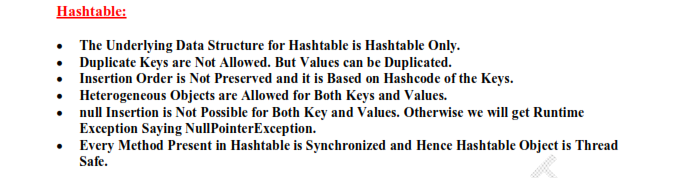 Hashtable:
• The Underlying Data Structure for Hashtable is Hashtable Only.
• Duplicate Keys are Not Allowed. But Values can be Duplicated.
• Insertion Order is Not Preserved and it is Based on Hashcode of the Keys.
• Heterogeneous Objects are Allowed for Both Keys and Values.
• null Insertion is Not Possible for Both Key and Values. Otherwise we will get Runtime
Exception Saying NullPointerException.
• Every Method Present in Hashtable is Synchronized and Hence Hashtable Object is Thread
Safe.